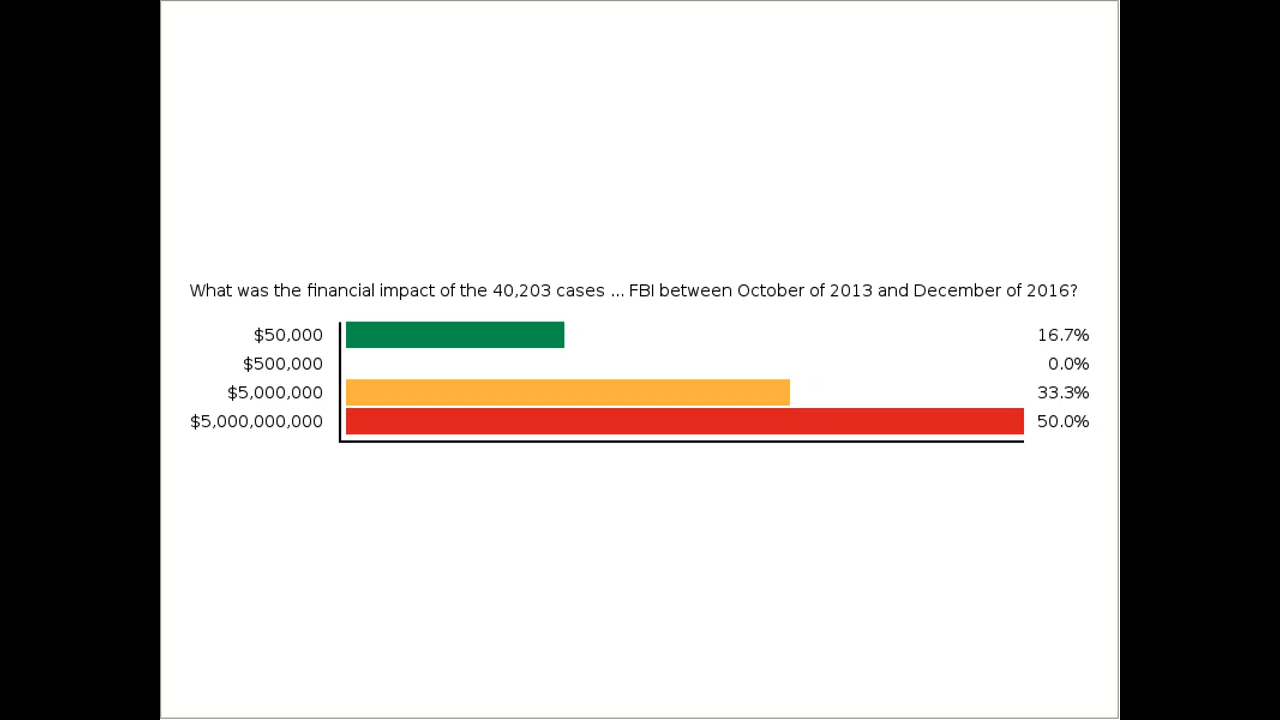 What was the financial impact of the 40,203 cases ... FBI between October of 2013 and December of 2016?
$50,000 16.7%
$500,000 0.0%
$5,000,000 33.3%
$5,000,000,000 50.0%